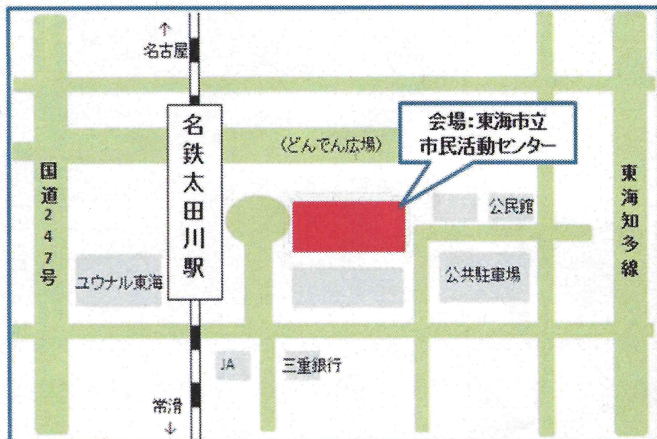 ↑
名古屋
会場:東海市立
市民活動センター
名鉄太田川駅
〈どんでん広場〉
国道247号
東海知多線
公民館
ユウナル東海
公共駐車場
JA
三重銀行
常滑
↓